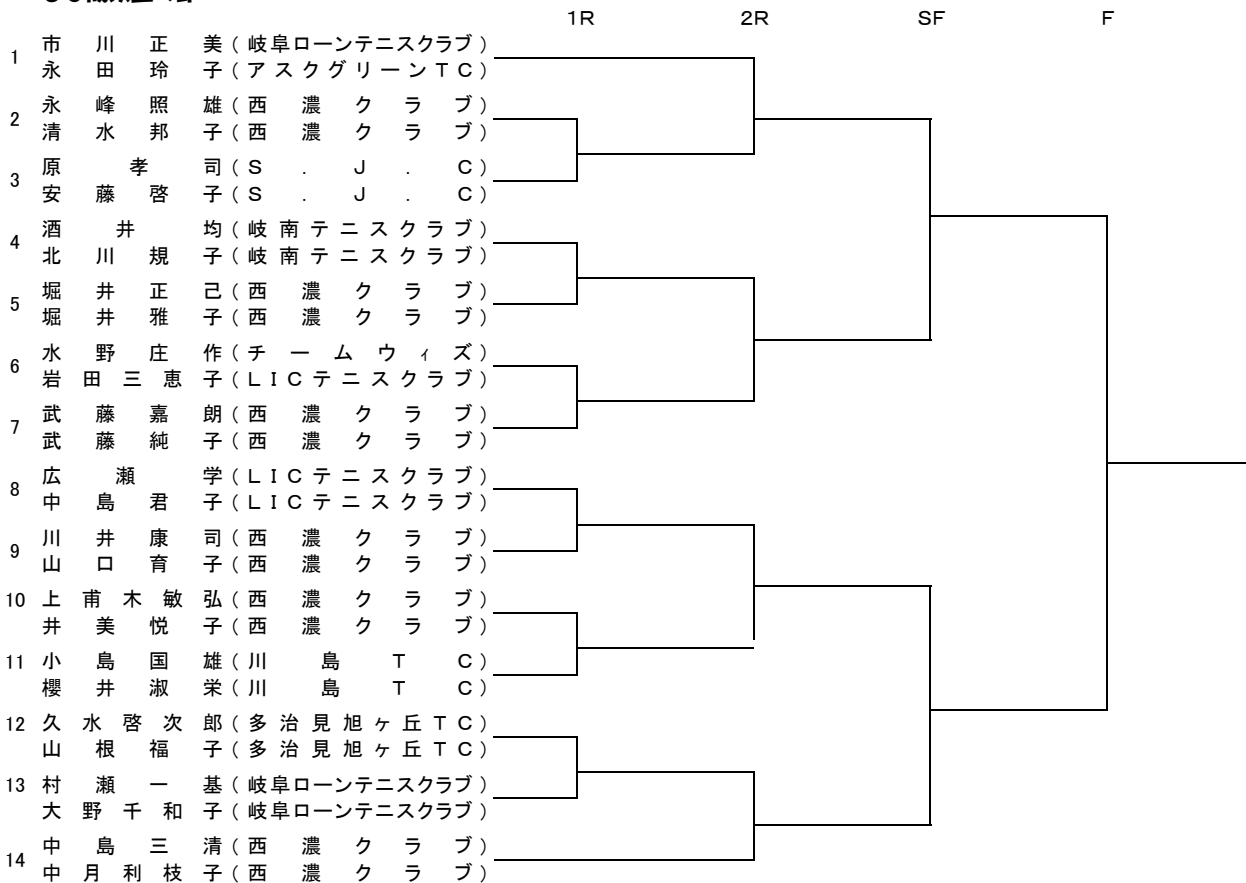 1R 2R SF F
1 市川正美(岐阜ローンテニスクラブ)
永田玲子(アスクグリーンTC)
2 永峰照雄(西濃クラブ)
清水邦子(西濃クラブ)
3 原孝司(S.J.C)
安藤啓子(S.J.C)
4 酒井均(岐南テニスクラブ)
北川規子(岐南テニスクラブ)
5 堀井正己(西濃クラブ)
堀井雅子(西濃クラブ)
6 水野庄作(チームウィズ)
岩田三恵子(LICテニスクラブ)
7 武藤嘉朗(西濃クラブ)
武藤純子(西濃クラブ)
8 広瀬学(LICテニスクラブ)
中島君子(LICテニスクラブ)
9 川井康司(西濃クラブ)
山口育子(西濃クラブ)
10 上甫木敏弘(西濃クラブ)
井美悦子(西濃クラブ)
11 小島国雄(川島TC)
櫻井淑栄(川島TC)
12 久水啓次郎(多治見旭ヶ丘TC)
山根福子(多治見旭ヶ丘TC)
13 村瀬一基(岐阜ローンテニスクラブ)
大野千和子(岐阜ローンテニスクラブ)
14 中島三清(西濃クラブ)
中月利枝子(西濃クラブ)